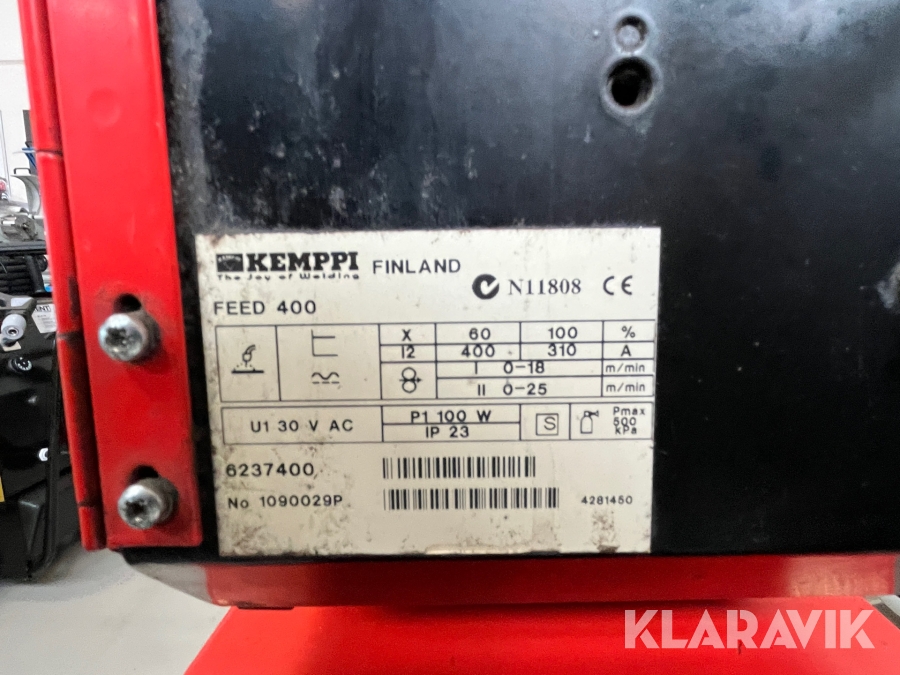 KEMPPI FINLAND
The Joy of Welding
N11808 CE
FEED 400
X 60 100 %
I2 400 310 A
I 0-18 m/min
II 0-25 m/min
U1 30 V AC
P1 100 W
IP 23
S
Pmax
500
kPa
6237400
No 1090029P
4281450
KLARAVIK